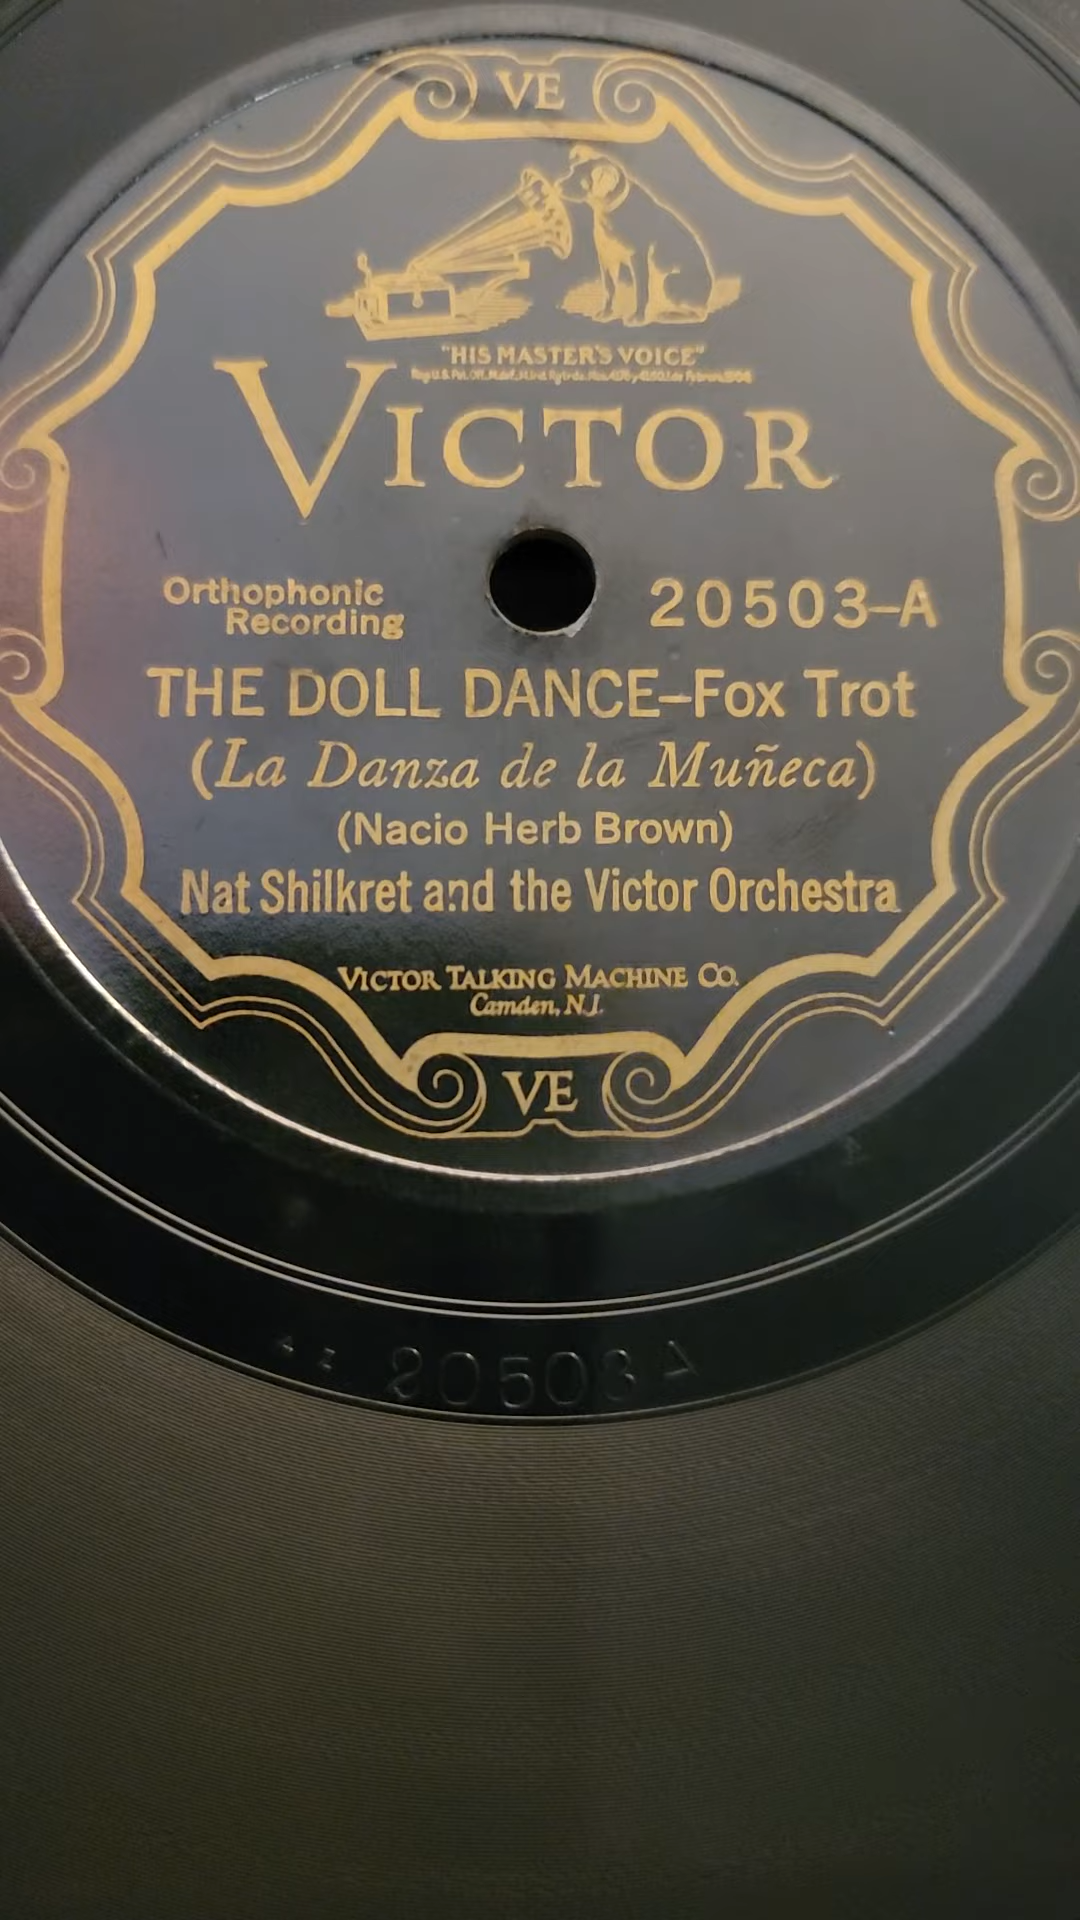 VE
"HIS MASTER'S VOICE"
VICTOR
Orthophonic
Recording
20503-A
THE DOLL DANCE-Fox Trot
(La Danza de la Muñeca)
(Nacio Herb Brown)
Nat Shilkret and the Victor Orchestra
VICTOR TALKING MACHINE CO.
Camden, N.J.
VE
20503 A